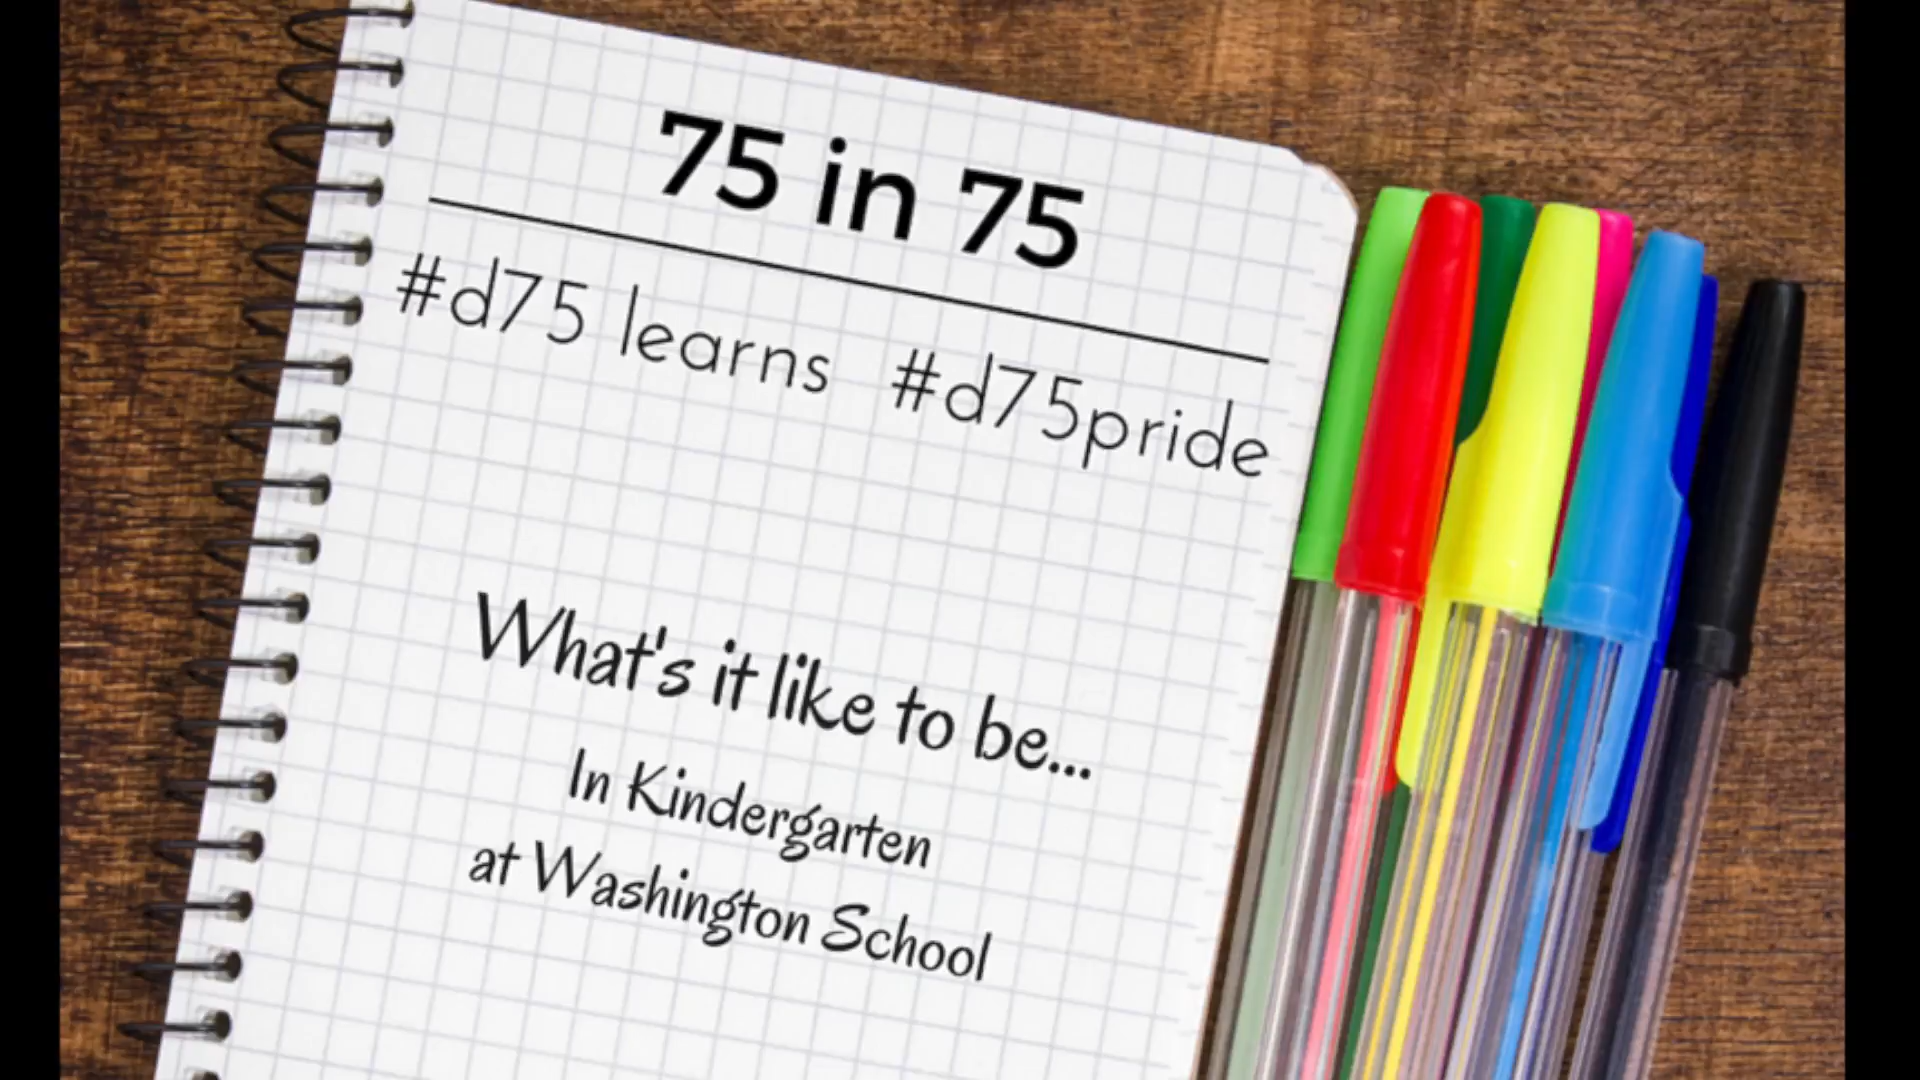 75 in 75
#d75 learns #d75pride
What's it like to be...
In Kindergarten
at Washington School